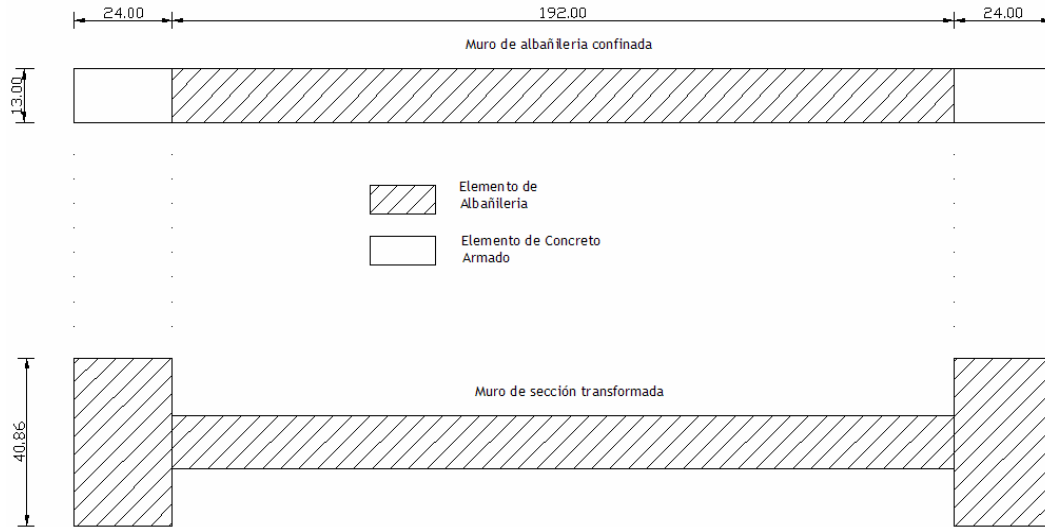 24.00 192.00 24.00
Muro de albañileria confinada
13.00
Elemento de
Albañileria
Elemento de Concreto
Armado
Muro de sección transformada
40.86